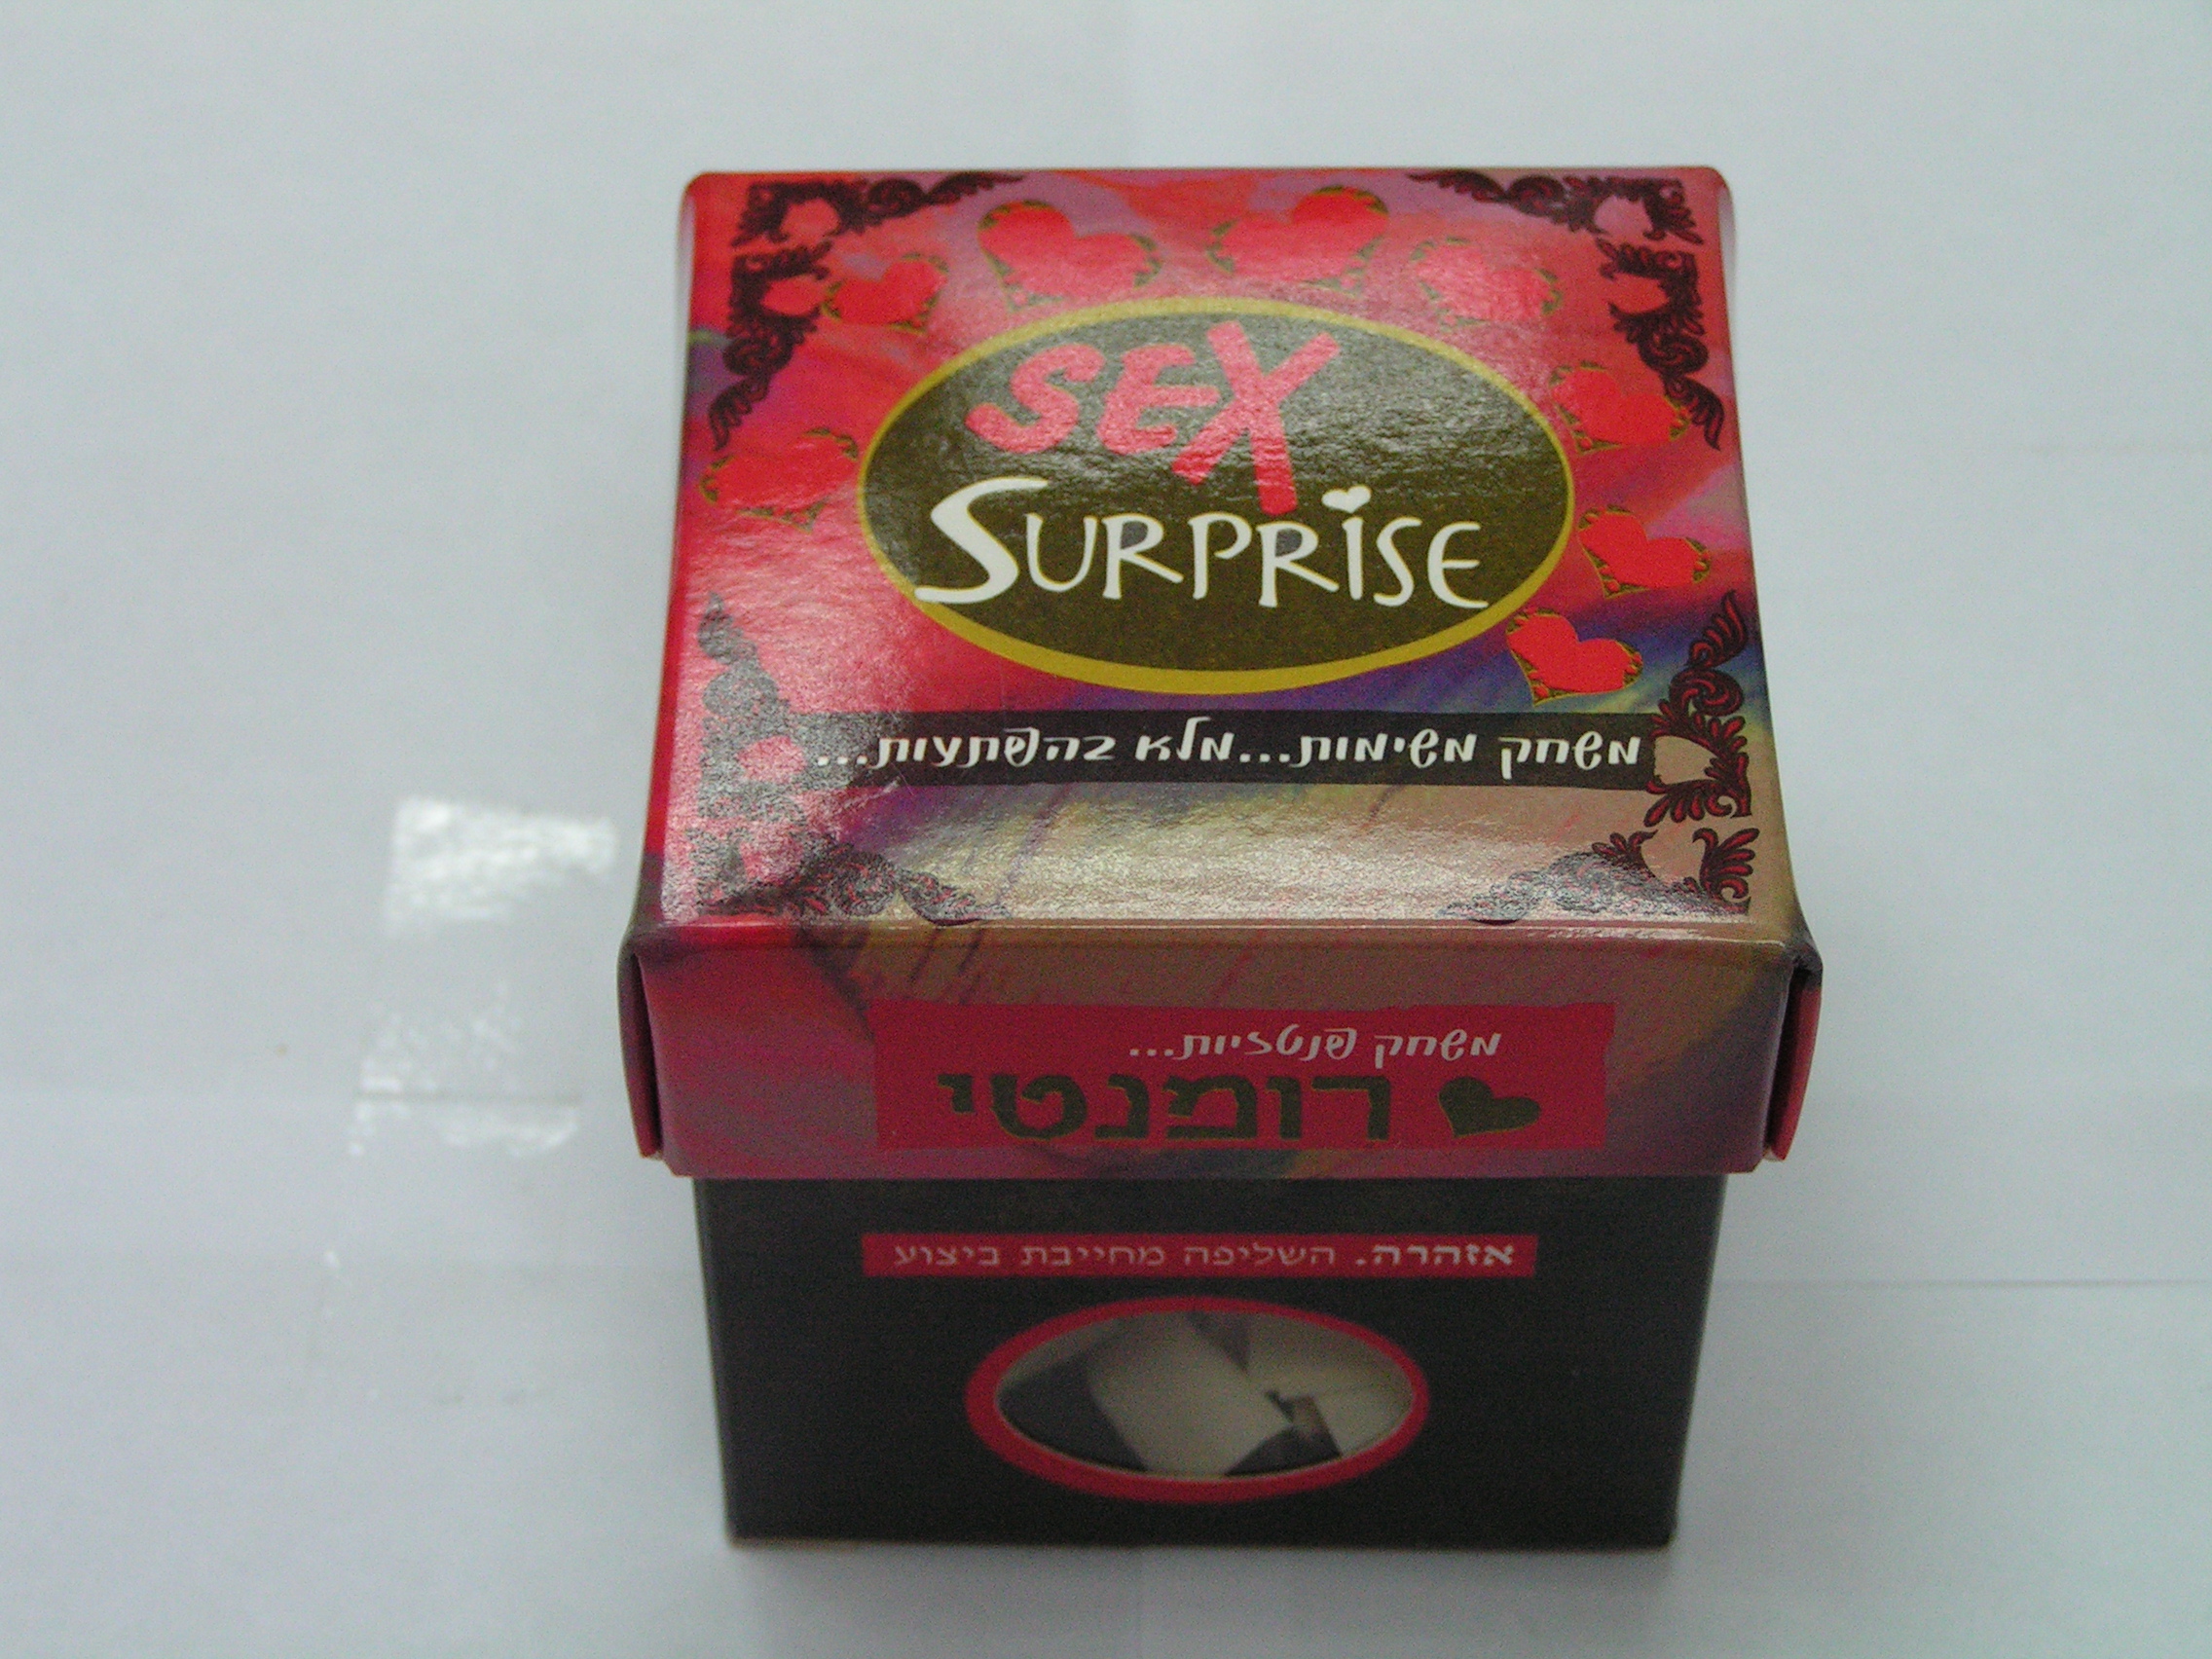 SEX
SURPRISE
משחק משימות...מלא בהפתעות...
משחק פנטזיות...
רומנטי
אזהרה. השליפה מחייבת ביצוע